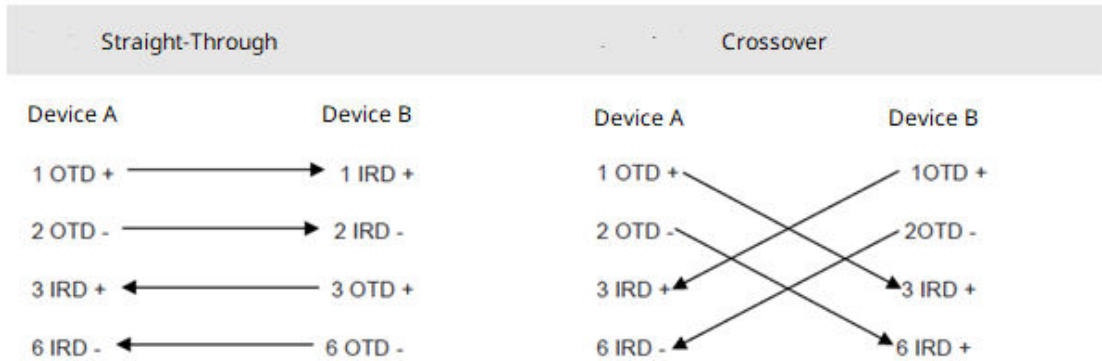 Straight-Through
Crossover
Device A Device B
1 OTD + 1 IRD +
2 OTD - 2 IRD -
3 IRD + 3 OTD +
6 IRD - 6 OTD -
Device A Device B
1 OTD + 1OTD +
2 OTD - 2OTD -
3 IRD + 3 IRD +
6 IRD - 6 IRD +